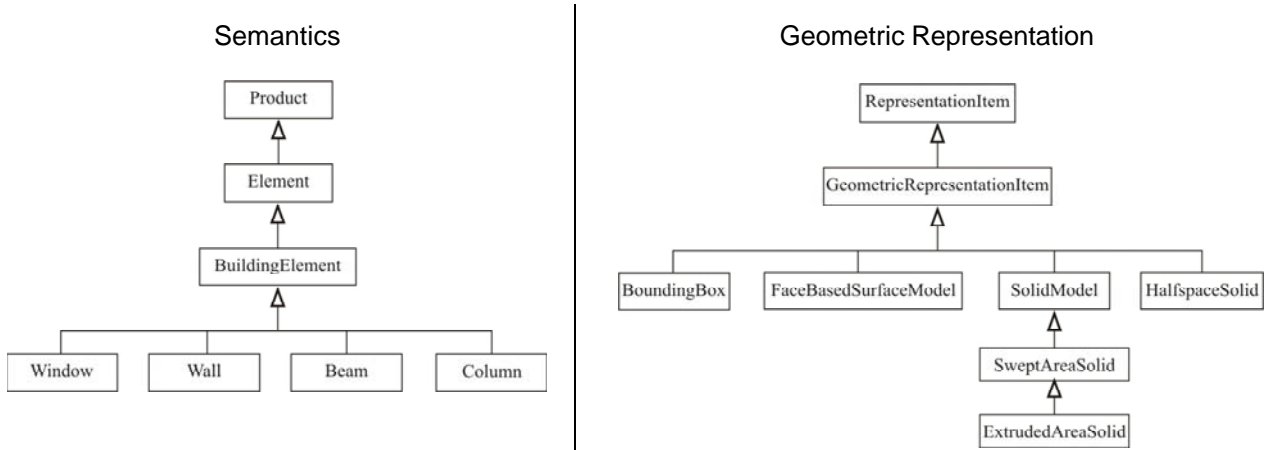 Semantics
Product
Element
BuildingElement
Window
Wall
Beam
Column
Geometric Representation
RepresentationItem
GeometricRepresentationItem
BoundingBox
FaceBasedSurfaceModel
SolidModel
HalfspaceSolid
SweptAreaSolid
ExtrudedAreaSolid